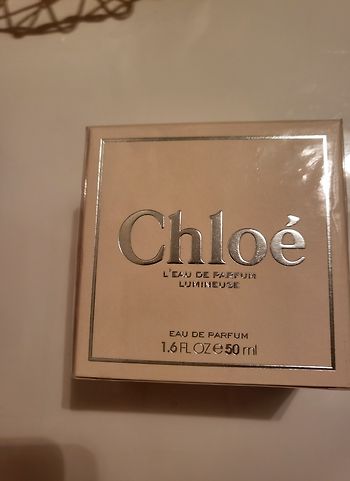 Chloé
L'EAU DE PARFUM
LUMINEUSE
EAU DE PARFUM
1.6 FL OZ ℮ 50 ml